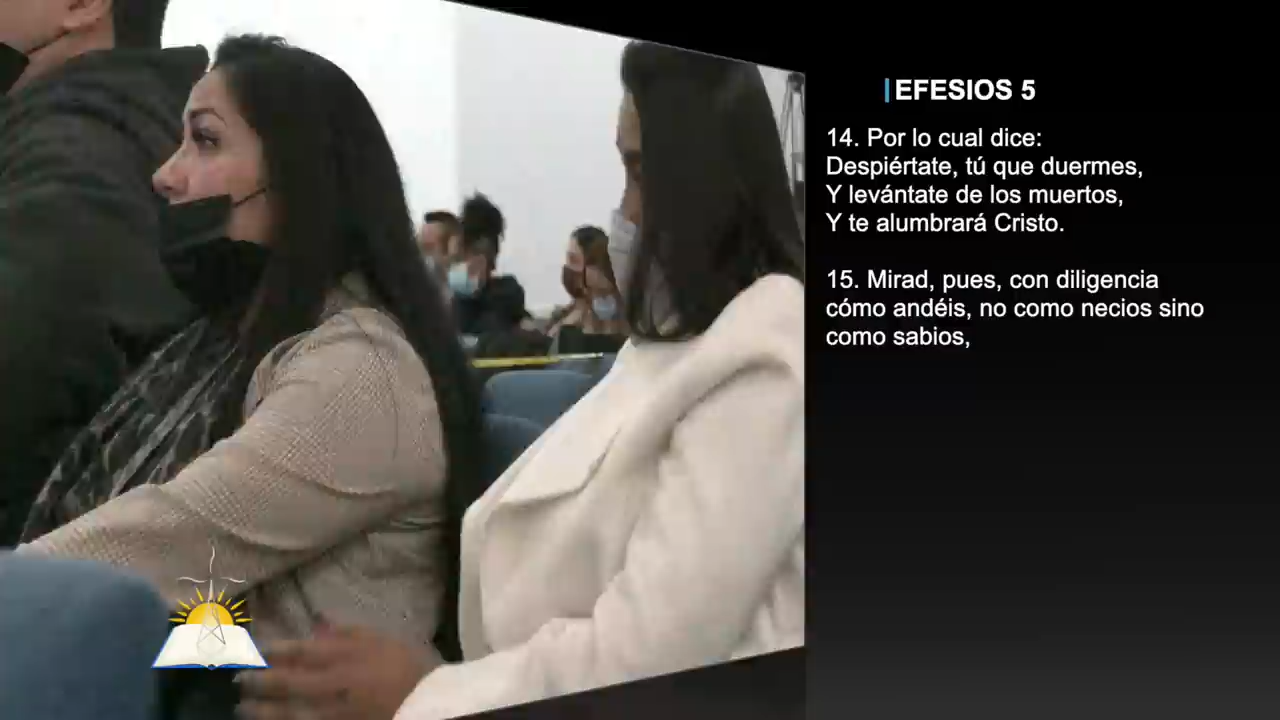 EFESIOS 5
14. Por lo cual dice:
Despiértate, tú que duermes,
Y levántate de los muertos,
Y te alumbrará Cristo.
15. Mirad, pues, con diligencia
cómo andéis, no como necios sino
como sabios,